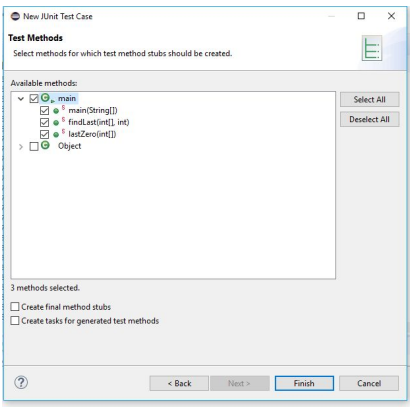 New JUnit Test Case
Test Methods
Select methods for which test method stubs should be created.
Available methods:
main
Select All
S main(String[])
Deselect All
S findLast(int[], int)
S lastZero(int[])
Object
3 methods selected.
Create final method stubs
Create tasks for generated test methods
< Back
Next >
Finish
Cancel